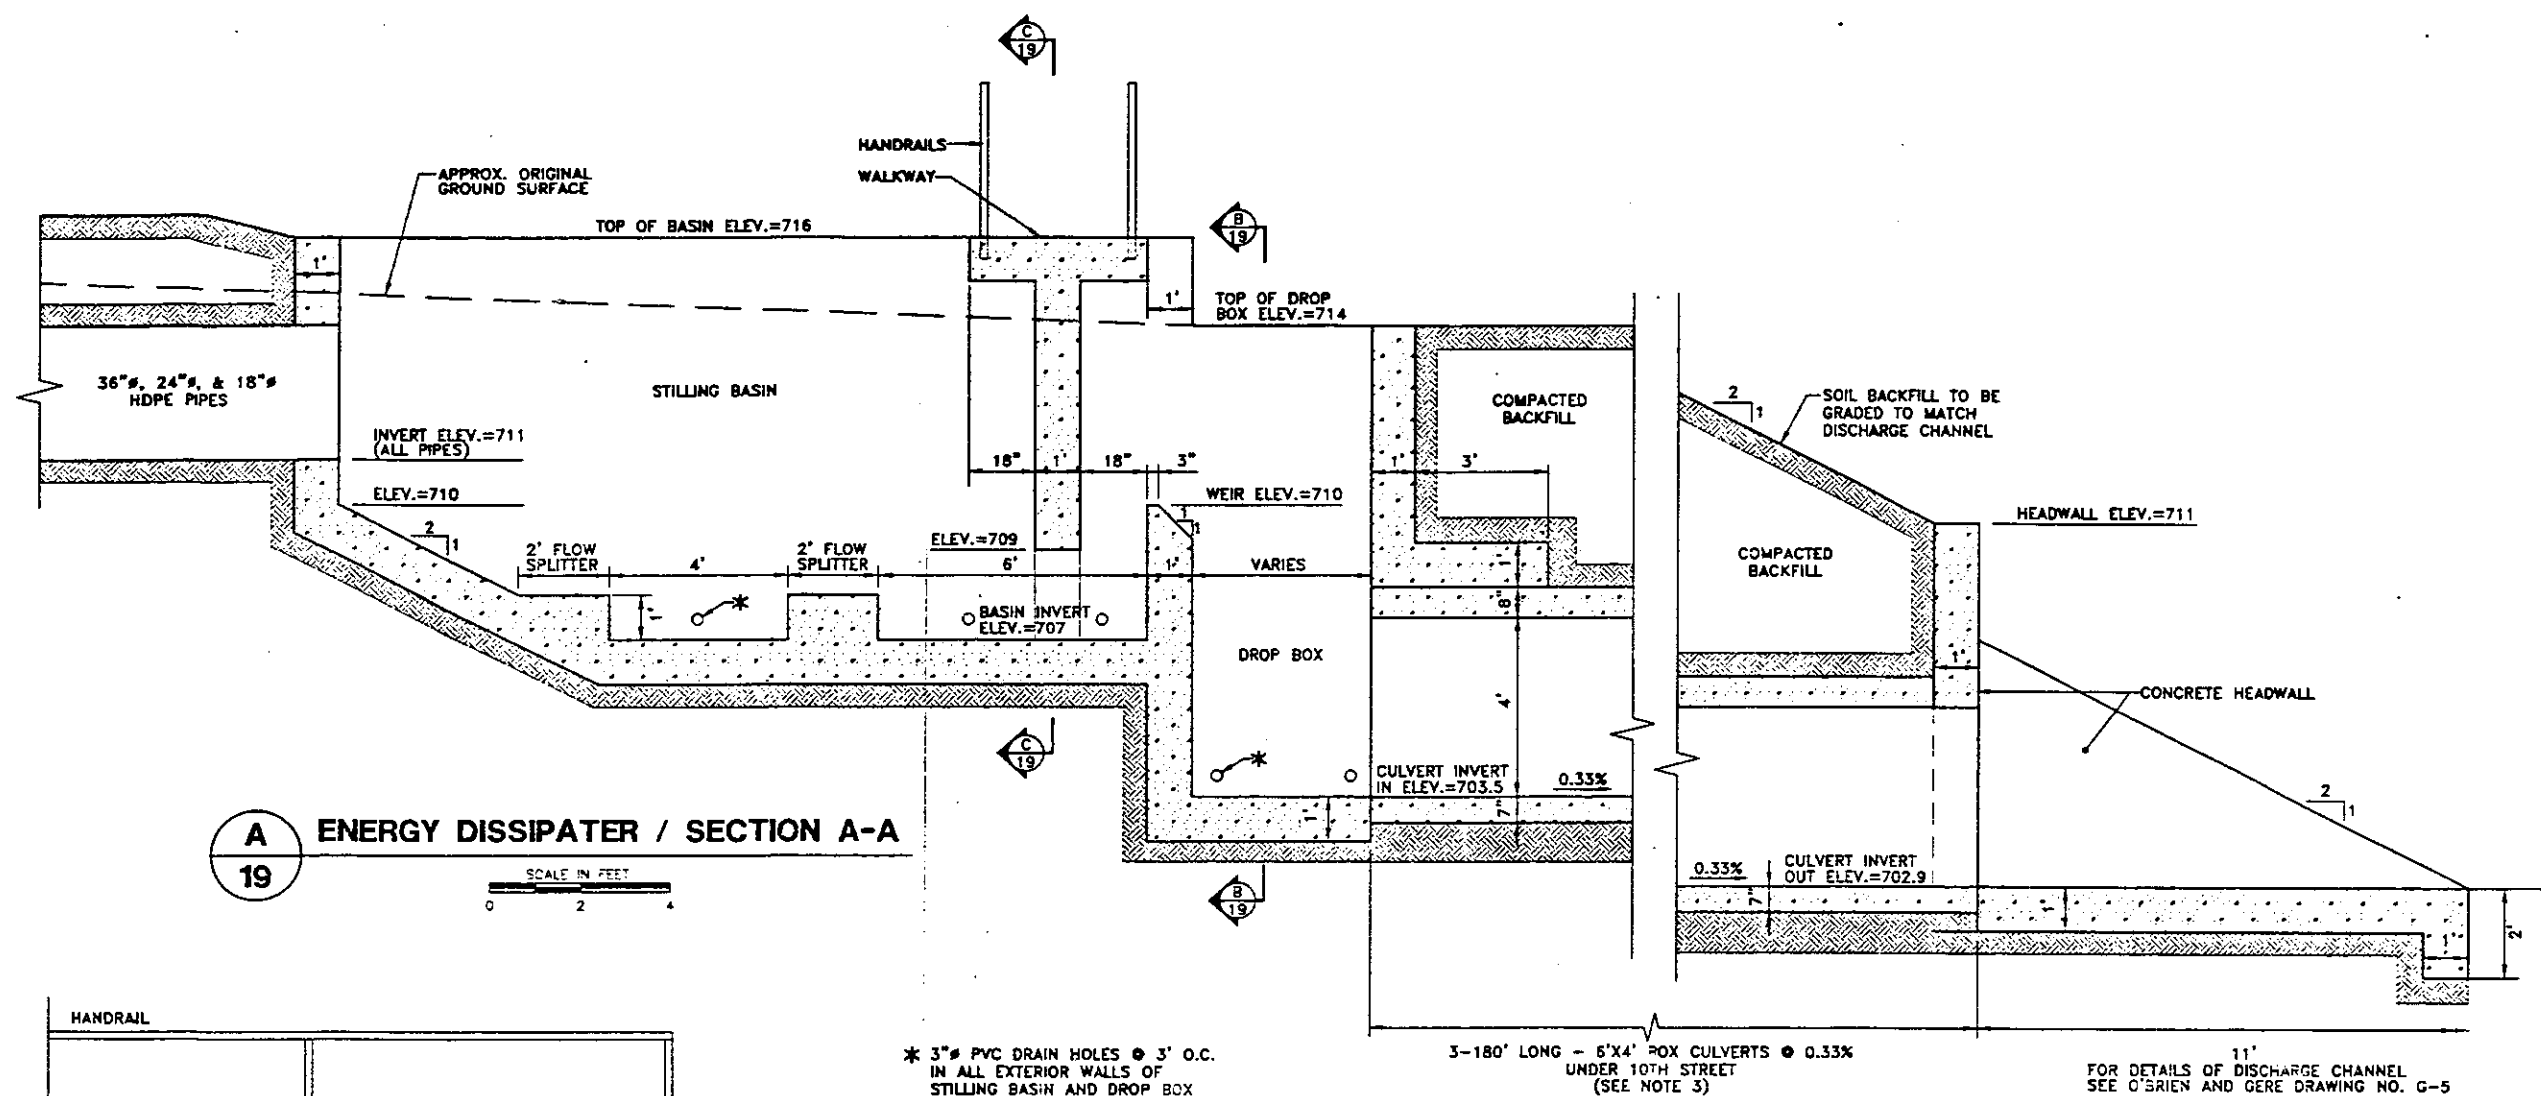 C
19
HANDRAILS
WALKWAY
APPROX. ORIGINAL
GROUND SURFACE
TOP OF BASIN ELEV.=716
B
19
1'
1'
TOP OF DROP
BOX ELEV.=714
36"ø, 24"ø, & 18"ø
HDPE PIPES
STILLING BASIN
INVERT ELEV.=711
(ALL PIPES)
ELEV.=710
18"
1'
18"
3"
WEIR ELEV.=710
1
1
1'
3'
COMPACTED
BACKFILL
2
1
SOIL BACKFILL TO BE
GRADED TO MATCH
DISCHARGE CHANNEL
HEADWALL ELEV.=711
2
1
2' FLOW
SPLITTER
4'
2' FLOW
SPLITTER
ELEV.=709
6'
1'
VARIES
1'
8"
COMPACTED
BACKFILL
1'
*
BASIN INVERT
ELEV.=707
DROP BOX
4'
1'
CONCRETE HEADWALL
C
19
*
CULVERT INVERT
IN ELEV.=703.5
0.33%
1'
7"
2
1
A
19
ENERGY DISSIPATER / SECTION A-A
SCALE IN FEET
0 2 4
B
19
0.33%
CULVERT INVERT
OUT ELEV.=702.9
7"
1'
1'
2'
HANDRAIL
* 3"ø PVC DRAIN HOLES @ 3' O.C.
IN ALL EXTERIOR WALLS OF
STILLING BASIN AND DROP BOX
3-180' LONG - 6'X4' BOX CULVERTS @ 0.33%
UNDER 10TH STREET
(SEE NOTE 3)
11'
FOR DETAILS OF DISCHARGE CHANNEL
SEE O'BRIEN AND GERE DRAWING NO. G-5